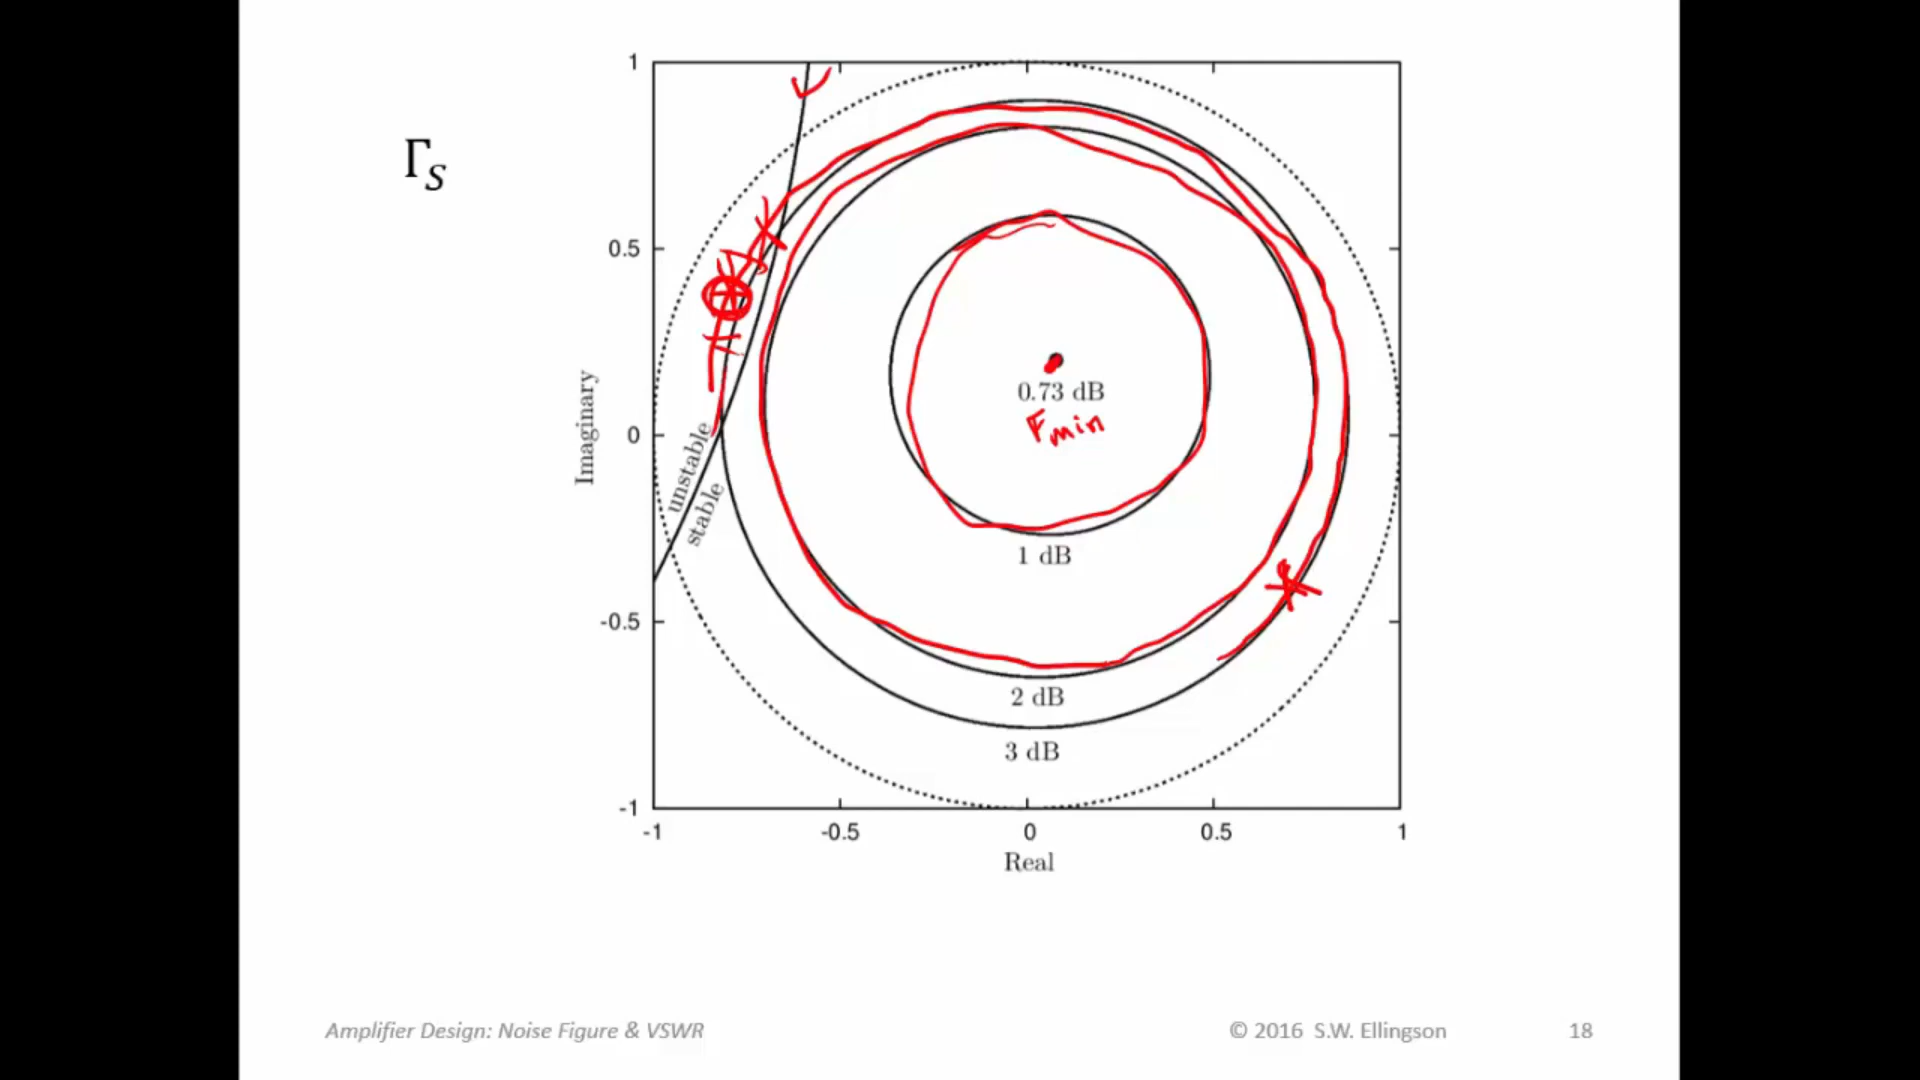 Γ_S
1
0.5
0
-0.5
-1
Imaginary
-1
-0.5
0
0.5
1
Real
unstable
stable
0.73 dB
Fmin
1 dB
2 dB
3 dB
Amplifier Design: Noise Figure & VSWR
© 2016 S.W. Ellingson
18